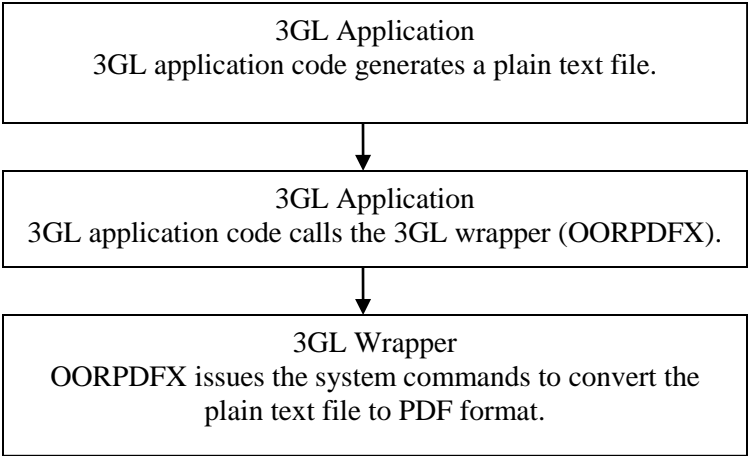 3GL Application
3GL application code generates a plain text file.
3GL Application
3GL application code calls the 3GL wrapper (OORPDFX).
3GL Wrapper
OORPDFX issues the system commands to convert the
plain text file to PDF format.